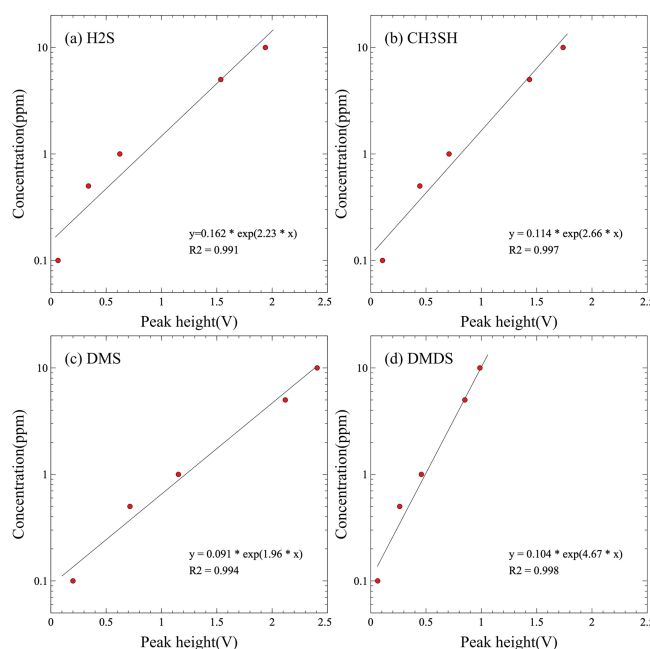 (a) H2S
10
1
0.1
Concentration(ppm)
y=0.162 * exp(2.23 * x)
R2 = 0.991
0 0.5 1 1.5 2 2.5
Peak height(V)
(b) CH3SH
10
1
0.1
Concentration(ppm)
y = 0.114 * exp(2.66 * x)
R2 = 0.997
0 0.5 1 1.5 2 2.5
Peak height(V)
(c) DMS
10
1
0.1
Concentration(ppm)
y = 0.091 * exp(1.96 * x)
R2 = 0.994
0 0.5 1 1.5 2 2.5
Peak height(V)
(d) DMDS
10
1
0.1
Concentration(ppm)
y = 0.104 * exp(4.67 * x)
R2 = 0.998
0 0.5 1 1.5 2 2.5
Peak height(V)